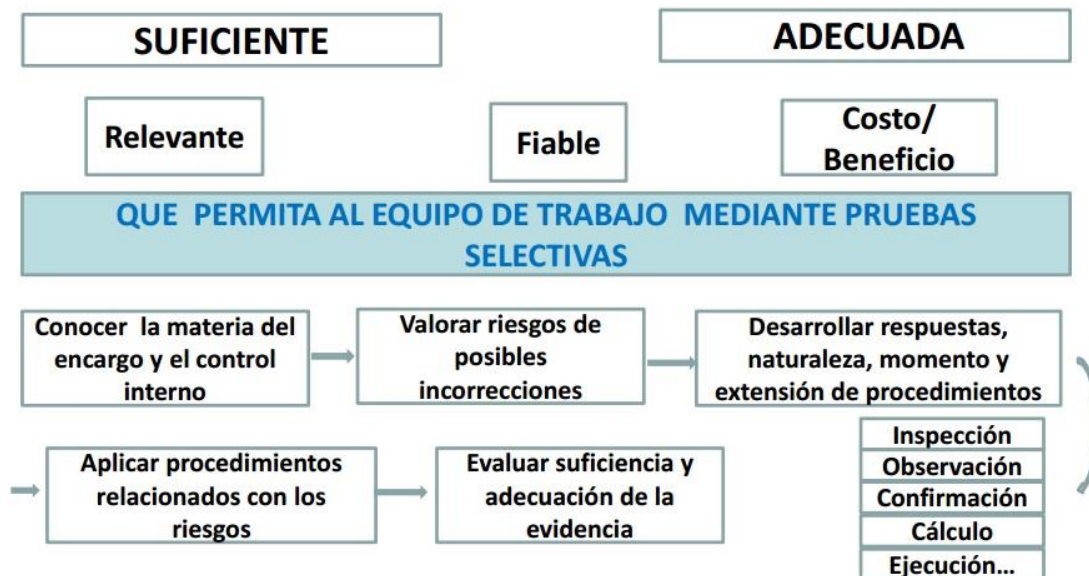 SUFICIENTE
ADECUADA
Relevante
Fiable
Costo/
Beneficio
QUE PERMITA AL EQUIPO DE TRABAJO MEDIANTE PRUEBAS
SELECTIVAS
Conocer la materia del
encargo y el control
interno
Valorar riesgos de
posibles
incorrecciones
Desarrollar respuestas,
naturaleza, momento y
extensión de procedimientos
Inspección
Observación
Confirmación
Cálculo
Ejecución...
Aplicar procedimientos
relacionados con los
riesgos
Evaluar suficiencia y
adecuación de la
evidencia